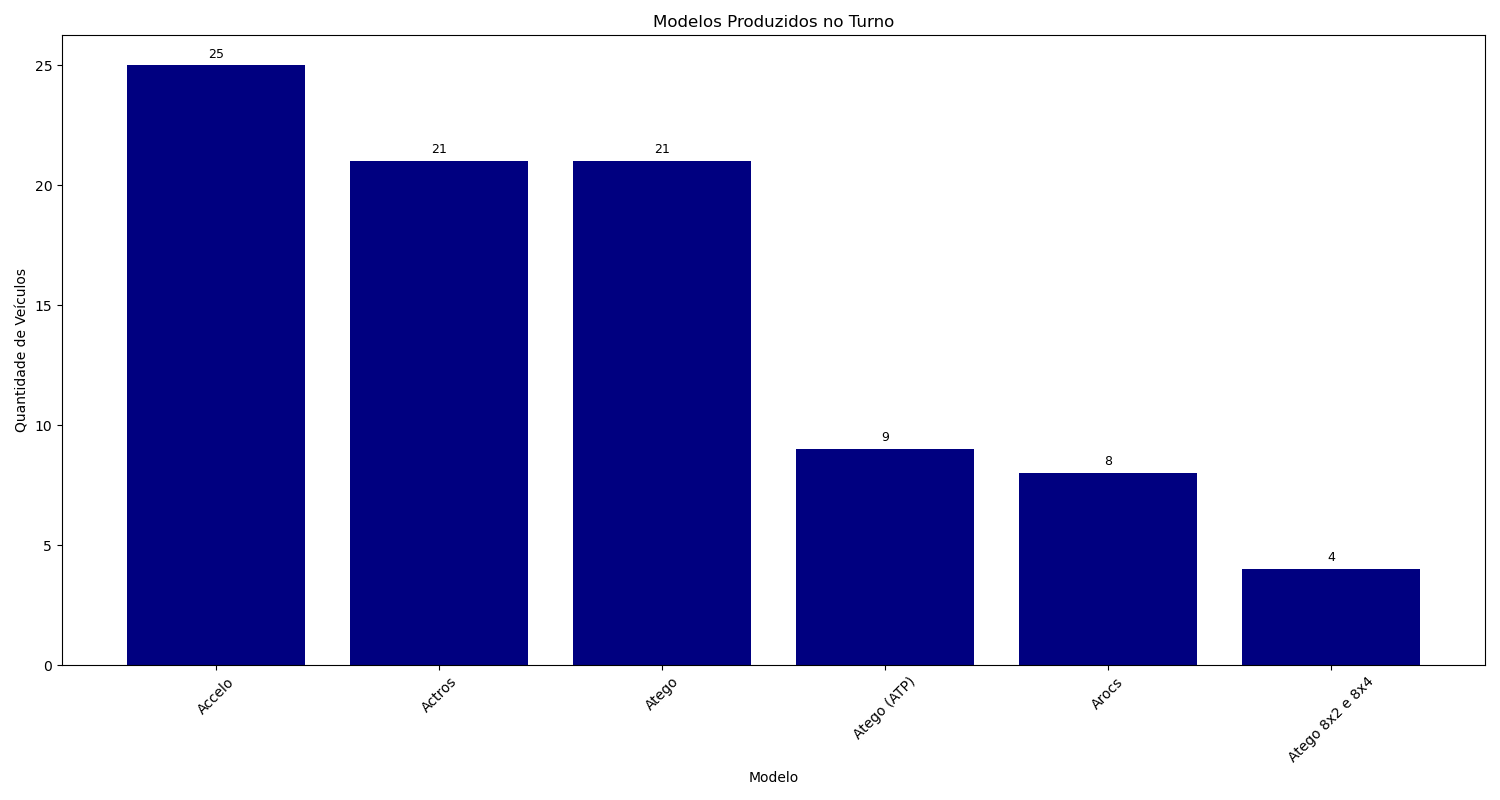 Modelos Produzidos no Turno
Quantidade de Veículos
25
20
15
10
5
0
25
21
21
9
8
4
Accelo
Actros
Atego
Atego (ATP)
Arocs
Atego 8x2 e 8x4
Modelo